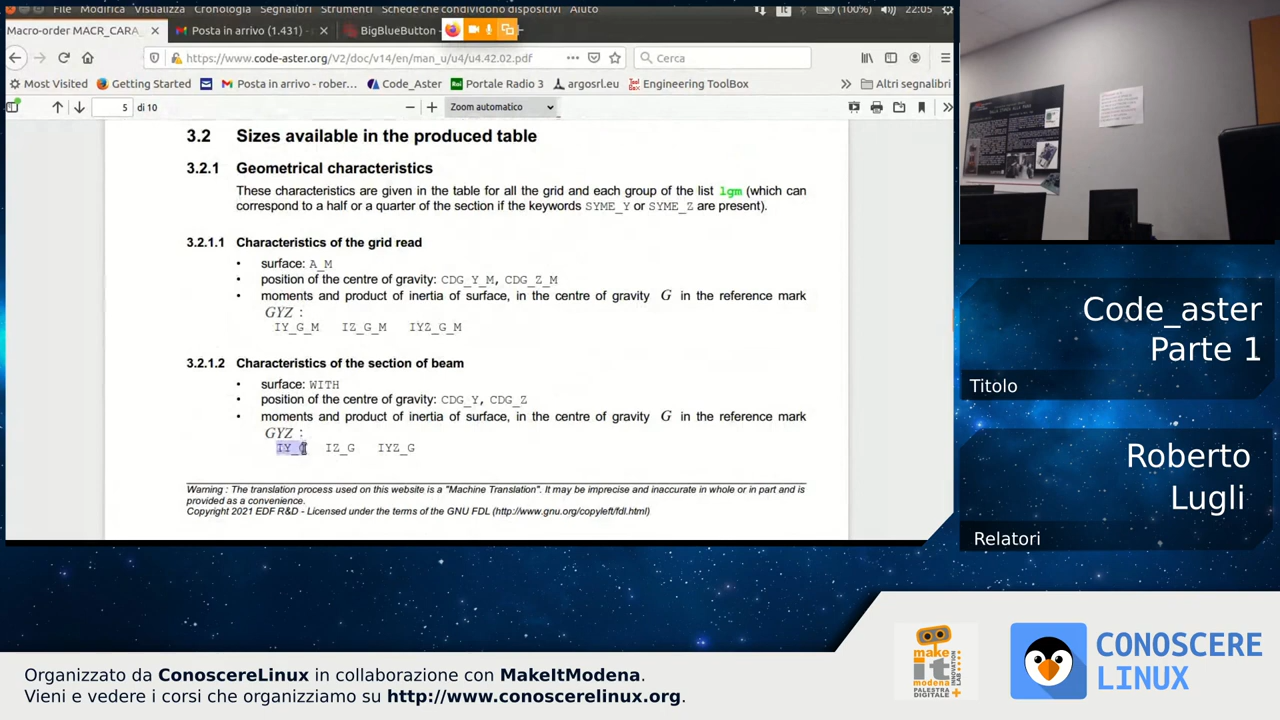 File Modifica Visualizza Cronologia Segnalibri Strumenti Schede che condividono dispositivi Aiuto
it (100%) 22:05
Macro-order MACR_CARA_ × Posta in arrivo (1.431) - × BigBlueButton -
https://www.code-aster.org/V2/doc/v14/en/man_u/u4/u4.42.02.pdf
Cerca
Most Visited Getting Started Posta in arrivo - rober… Code_Aster Portale Radio 3 argosrl.eu Engineering ToolBox Altri segnalibri
5 di 10 Zoom automatico
3.2 Sizes available in the produced table
3.2.1 Geometrical characteristics
These characteristics are given in the table for all the grid and each group of the list lgm (which can
correspond to a half or a quarter of the section if the keywords SYME_Y or SYME_Z are present).
3.2.1.1 Characteristics of the grid read
• surface: A_M
• position of the centre of gravity: CDG_Y_M, CDG_Z_M
• moments and product of inertia of surface, in the centre of gravity G in the reference mark
GYZ :
IY_G_M IZ_G_M IYZ_G_M
3.2.1.2 Characteristics of the section of beam
• surface: WITH
• position of the centre of gravity: CDG_Y, CDG_Z
• moments and product of inertia of surface, in the centre of gravity G in the reference mark
GYZ :
IY_G IZ_G IYZ_G
Warning : The translation process used on this website is a "Machine Translation". It may be imprecise and inaccurate in whole or in part and is
provided as a convenience.
Copyright 2021 EDF R&D - Licensed under the terms of the GNU FDL (http://www.gnu.org/copyleft/fdl.html)
Code_aster
Parte 1
Titolo
Roberto
Lugli
Relatori
Organizzato da ConoscereLinux in collaborazione con MakeItModena.
Vieni e vedere i corsi che organizziamo su http://www.conoscerelinux.org.
make
it
modena
PALESTRA
DIGITALE
INNOVATION
LAB
CONOSCERE
LINUX